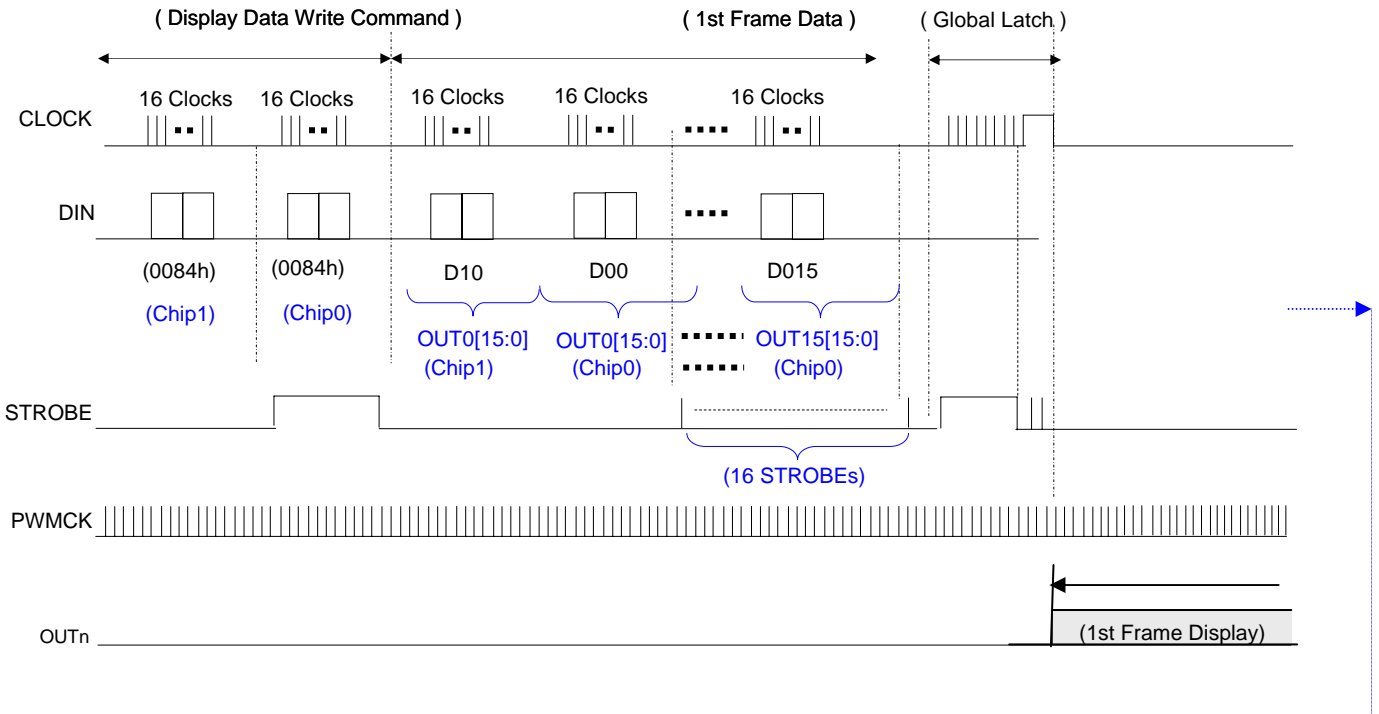 ( Display Data Write Command )
( 1st Frame Data )
( Global Latch )
CLOCK
16 Clocks
16 Clocks
16 Clocks
16 Clocks
16 Clocks
DIN
(0084h)
(0084h)
D10
D00
D015
(Chip1)
(Chip0)
OUT0[15:0]
(Chip1)
OUT0[15:0]
(Chip0)
OUT15[15:0]
(Chip0)
STROBE
(16 STROBEs)
PWMCK
OUTn
(1st Frame Display)